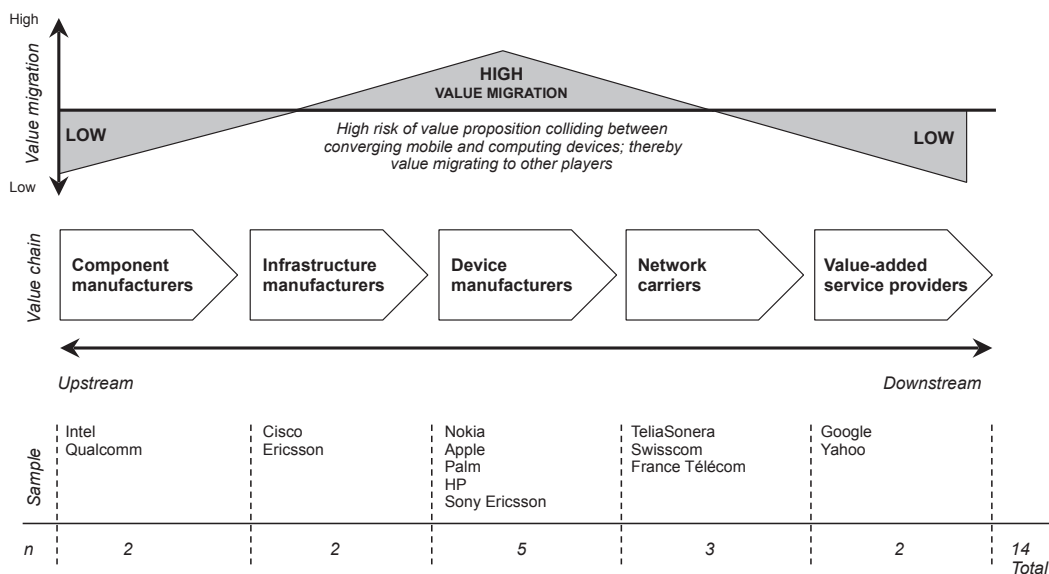 High
Value migration
Low
HIGH
VALUE MIGRATION
LOW
LOW
High risk of value proposition colliding between
converging mobile and computing devices; thereby
value migrating to other players
Value chain
Component
manufacturers
Infrastructure
manufacturers
Device
manufacturers
Network
carriers
Value-added
service providers
Upstream
Downstream
Sample
Intel
Qualcomm
Cisco
Ericsson
Nokia
Apple
Palm
HP
Sony Ericsson
TeliaSonera
Swisscom
France Télécom
Google
Yahoo
n
2
2
5
3
2
14
Total